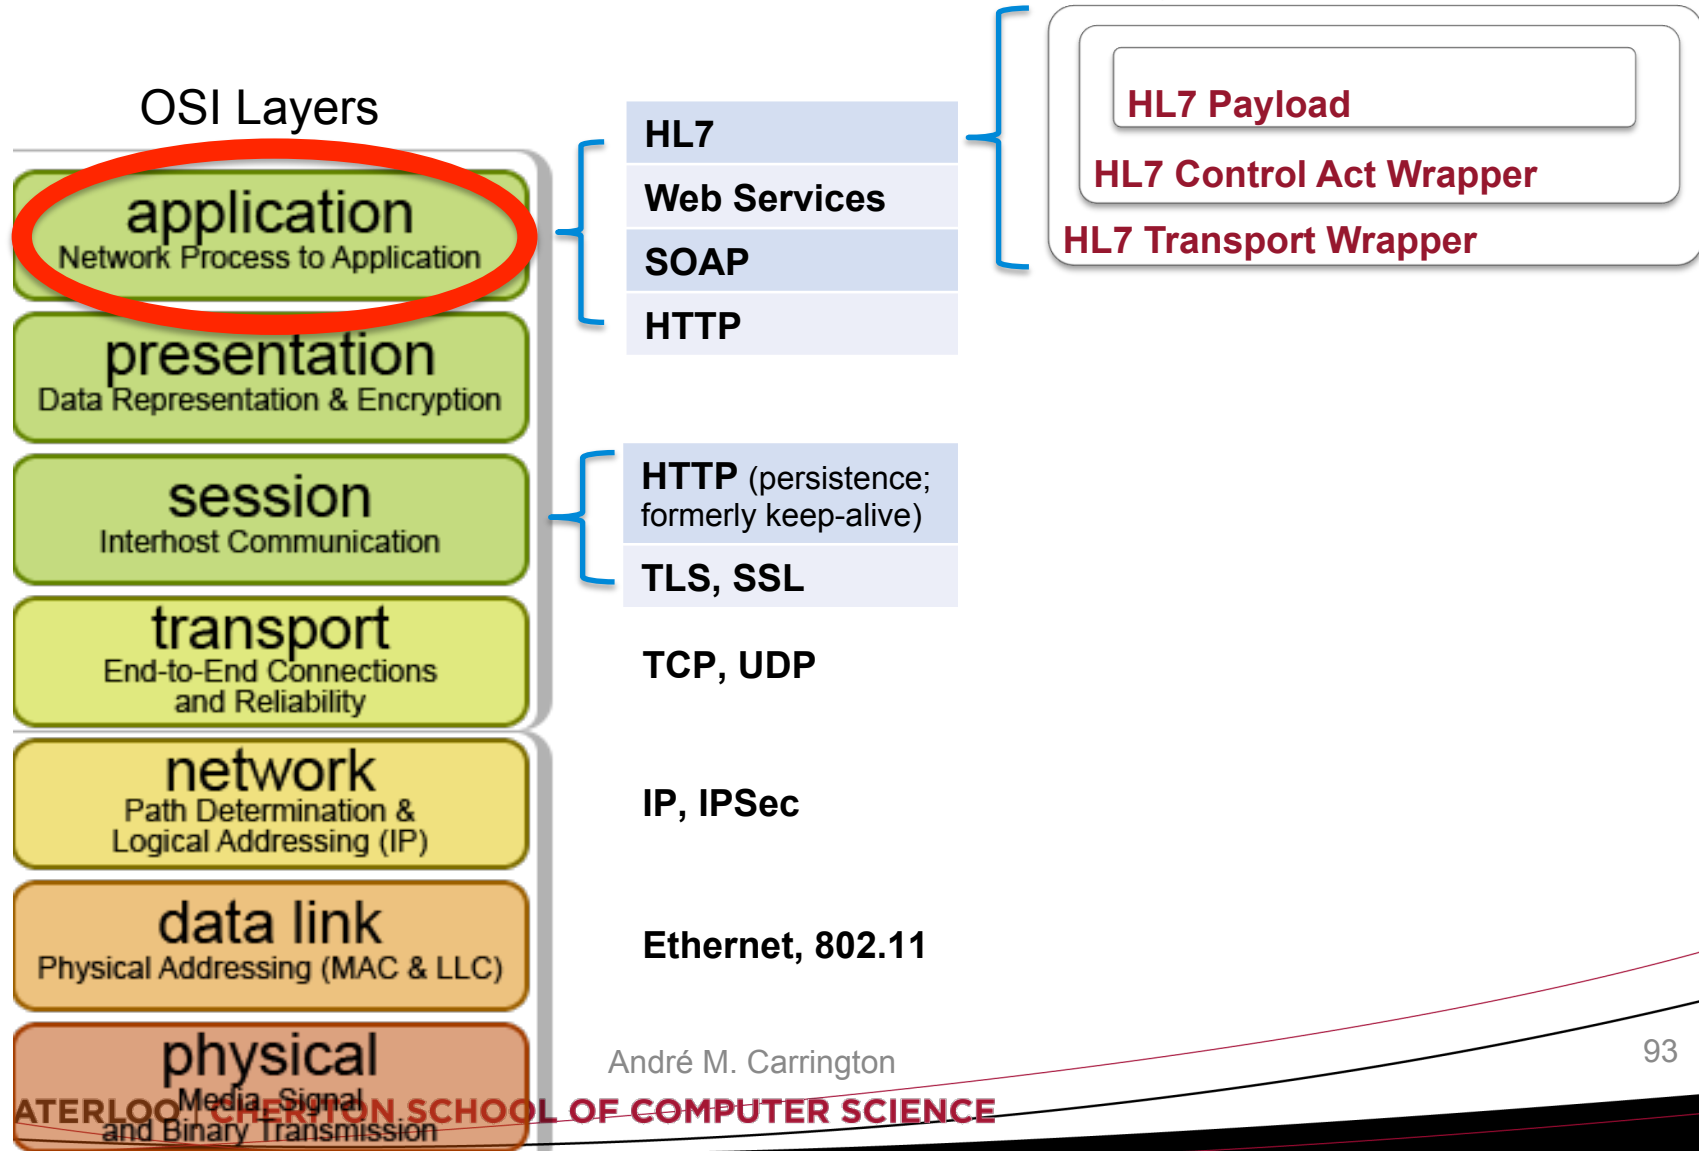 OSI Layers
application
Network Process to Application
presentation
Data Representation & Encryption
session
Interhost Communication
transport
End-to-End Connections
and Reliability
network
Path Determination &
Logical Addressing (IP)
data link
Physical Addressing (MAC & LLC)
physical
Media, Signal
and Binary Transmission
HL7
Web Services
SOAP
HTTP
HTTP (persistence;
formerly keep-alive)
TLS, SSL
TCP, UDP
IP, IPSec
Ethernet, 802.11
HL7 Payload
HL7 Control Act Wrapper
HL7 Transport Wrapper
André M. Carrington
93
ATERLOO CHERITON SCHOOL OF COMPUTER SCIENCE